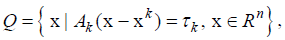 Q = { x | A_k (x − x^k) = τ_k, x ∈ R^n },